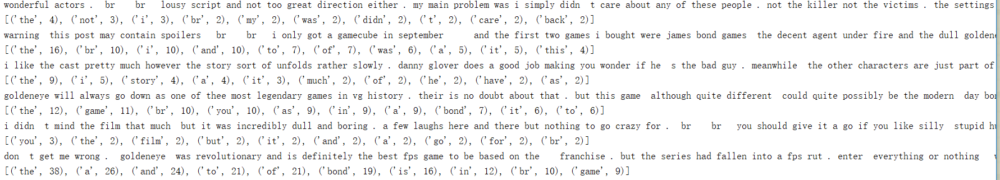 wonderful actors . br br lousy script and not too great direction either . my main problem was i simply didn t care about any of these people . not the killer not the victims . the settings
[('the', 4), ('not', 3), ('i', 3), ('br', 2), ('my', 2), ('was', 2), ('didn', 2), ('t', 2), ('care', 2), ('back', 2)]
warning this post may contain spoilers br br i only got a gamecube in september and the first two games i bought were james bond games the decent agent under fire and the dull golden
[('the', 16), ('br', 10), ('i', 10), ('and', 10), ('to', 7), ('of', 7), ('was', 6), ('a', 5), ('it', 5), ('this', 4)]
i like the cast pretty much however the story sort of unfolds rather slowly . danny glover does a good job making you wonder if he s the bad guy . meanwhile the other characters are just part of
[('the', 9), ('i', 5), ('story', 4), ('a', 4), ('it', 3), ('much', 2), ('of', 2), ('he', 2), ('have', 2), ('as', 2)]
goldeneye will always go down as one of thee most legendary games in vg history . their is no doubt about that . but this game although quite different could quite possibly be the modern day
[('the', 12), ('game', 11), ('br', 10), ('you', 10), ('as', 9), ('in', 9), ('a', 9), ('bond', 7), ('it', 6), ('to', 6)]
i didn t mind the film that much but it was incredibly dull and boring . a few laughs here and there but nothing to go crazy for . br br you should give it a go if you like silly stupid
[('you', 3), ('the', 2), ('film', 2), ('but', 2), ('it', 2), ('and', 2), ('a', 2), ('go', 2), ('for', 2), ('br', 2)]
don t get me wrong . goldeneye was revolutionary and is definitely the best fps game to be based on the franchise . but the series had fallen into a fps rut . enter everything or nothing
[('the', 38), ('a', 26), ('and', 24), ('to', 21), ('of', 21), ('bond', 19), ('is', 16), ('in', 12), ('br', 10), ('game', 9)]